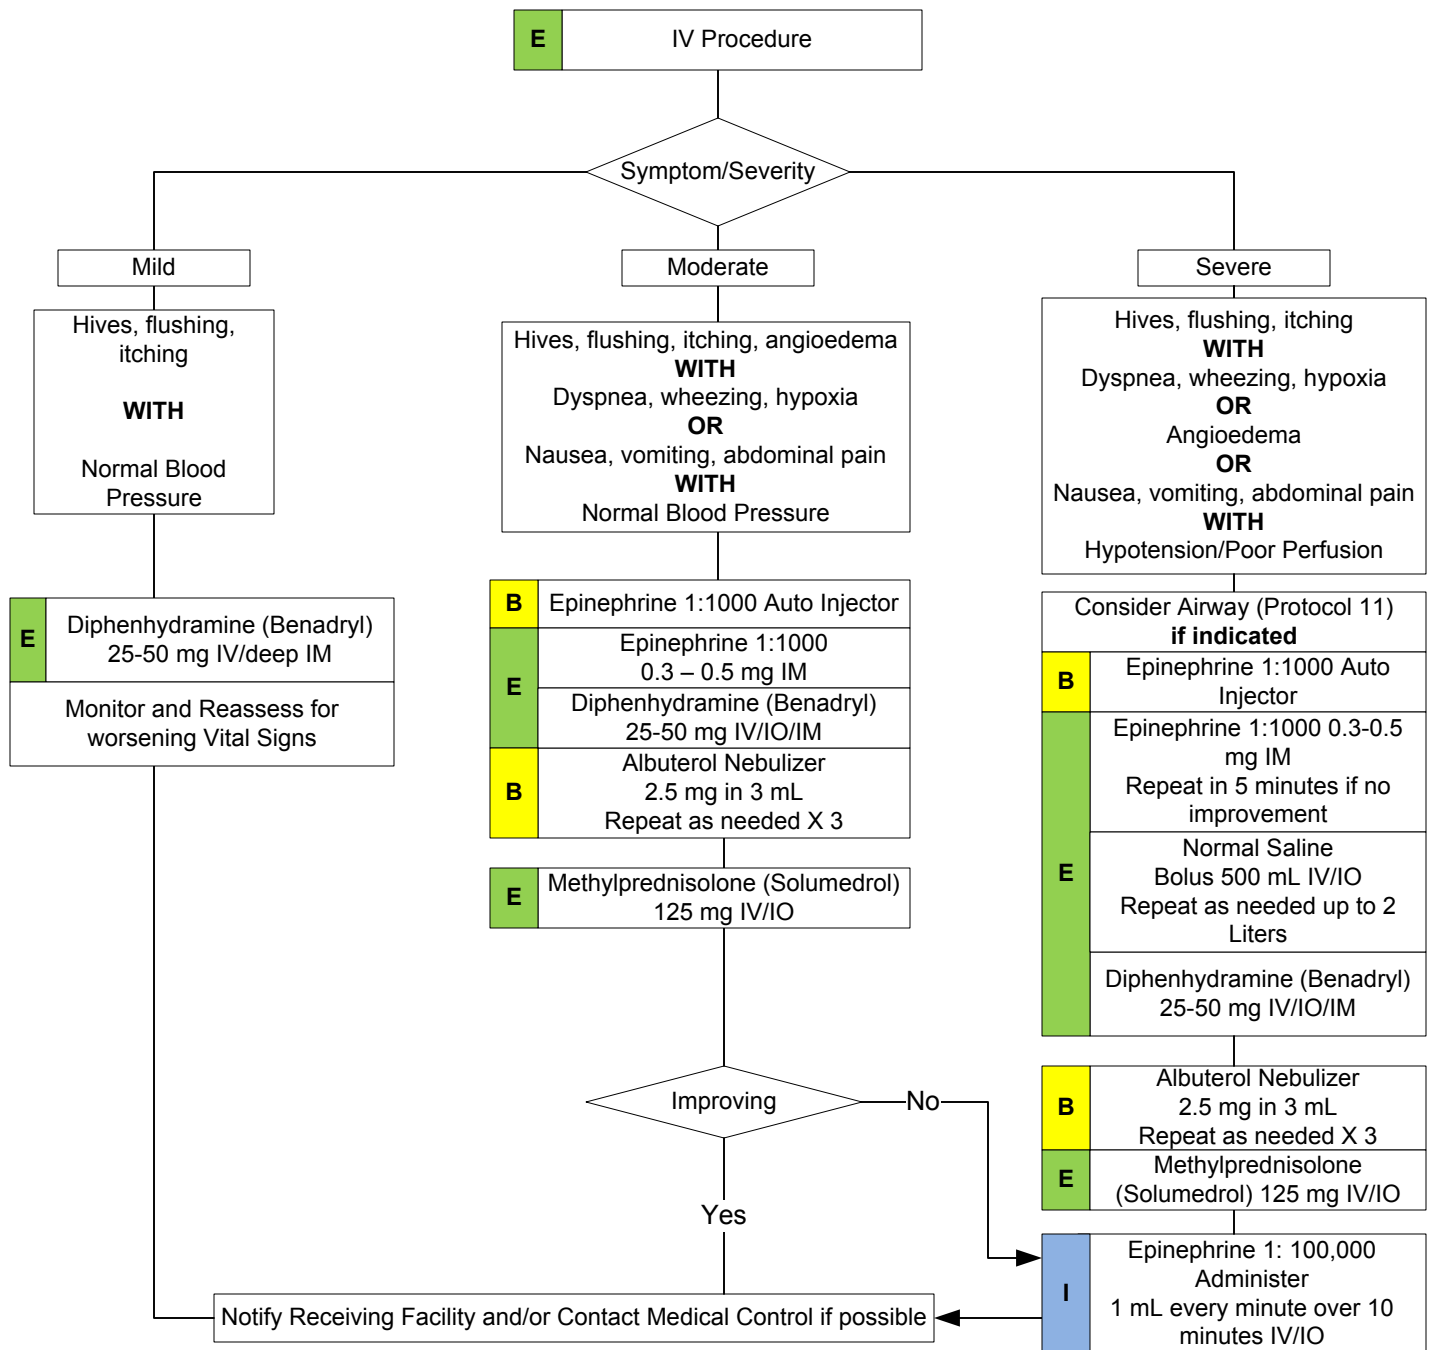 E
IV Procedure
Symptom/Severity
Mild
Hives, flushing,
itching
WITH
Normal Blood
Pressure
E
Diphenhydramine (Benadryl)
25-50 mg IV/deep IM
Monitor and Reassess for
worsening Vital Signs
Moderate
Hives, flushing, itching, angioedema
WITH
Dyspnea, wheezing, hypoxia
OR
Nausea, vomiting, abdominal pain
WITH
Normal Blood Pressure
B
Epinephrine 1:1000 Auto Injector
E
Epinephrine 1:1000
0.3 – 0.5 mg IM
Diphenhydramine (Benadryl)
25-50 mg IV/IO/IM
B
Albuterol Nebulizer
2.5 mg in 3 mL
Repeat as needed X 3
E
Methylprednisolone (Solumedrol)
125 mg IV/IO
Improving
No
Yes
Severe
Hives, flushing, itching
WITH
Dyspnea, wheezing, hypoxia
OR
Angioedema
OR
Nausea, vomiting, abdominal pain
WITH
Hypotension/Poor Perfusion
Consider Airway (Protocol 11)
if indicated
B
Epinephrine 1:1000 Auto
Injector
E
Epinephrine 1:1000 0.3-0.5
mg IM
Repeat in 5 minutes if no
improvement
Normal Saline
Bolus 500 mL IV/IO
Repeat as needed up to 2
Liters
Diphenhydramine (Benadryl)
25-50 mg IV/IO/IM
B
Albuterol Nebulizer
2.5 mg in 3 mL
Repeat as needed X 3
E
Methylprednisolone
(Solumedrol) 125 mg IV/IO
I
Epinephrine 1: 100,000
Administer
1 mL every minute over 10
minutes IV/IO
Notify Receiving Facility and/or Contact Medical Control if possible